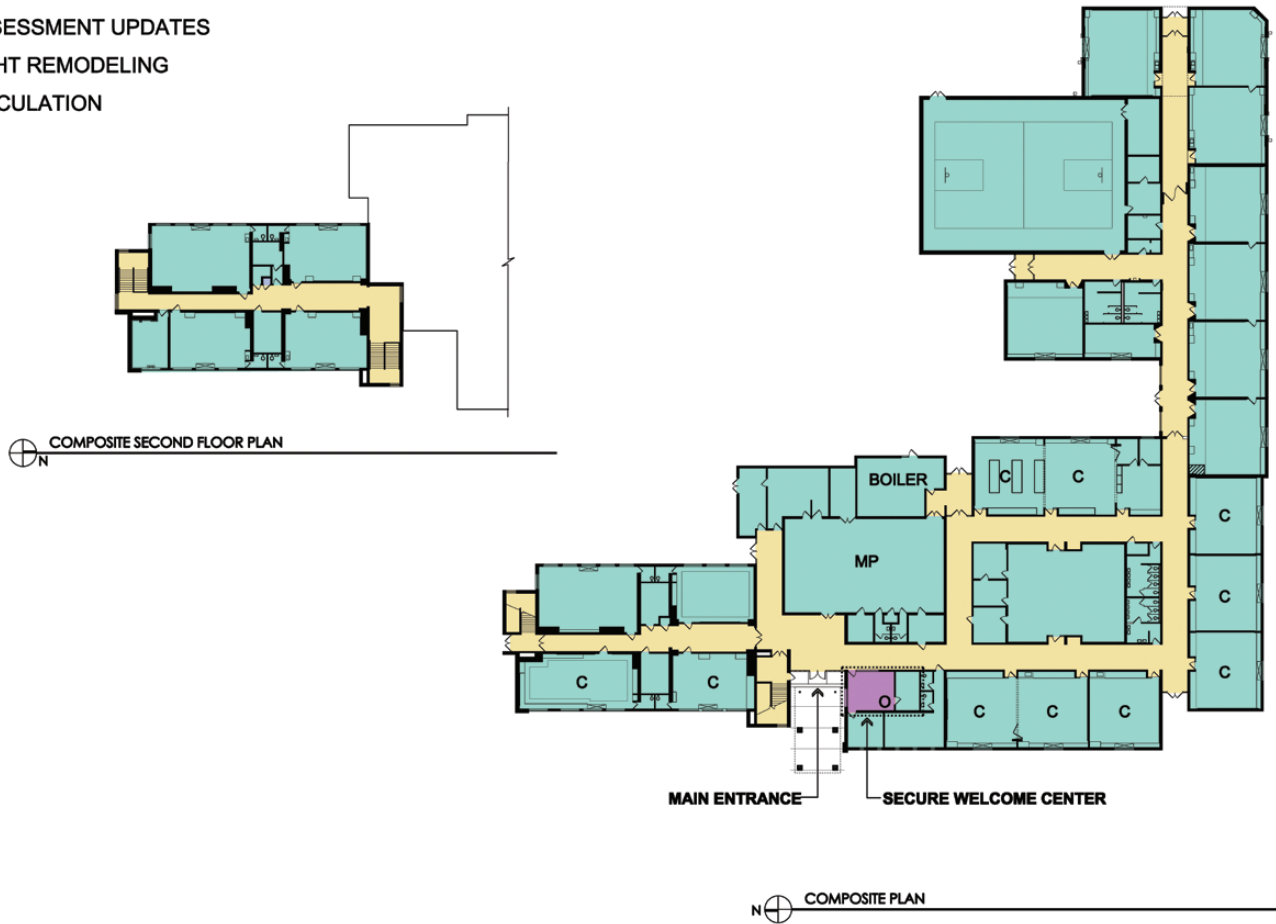 SESSMENT UPDATES
HT REMODELING
CULATION
COMPOSITE SECOND FLOOR PLAN
N
BOILER
C
C
C
MP
C
C
C
C
O
C
C
C
MAIN ENTRANCE
SECURE WELCOME CENTER
COMPOSITE PLAN
N